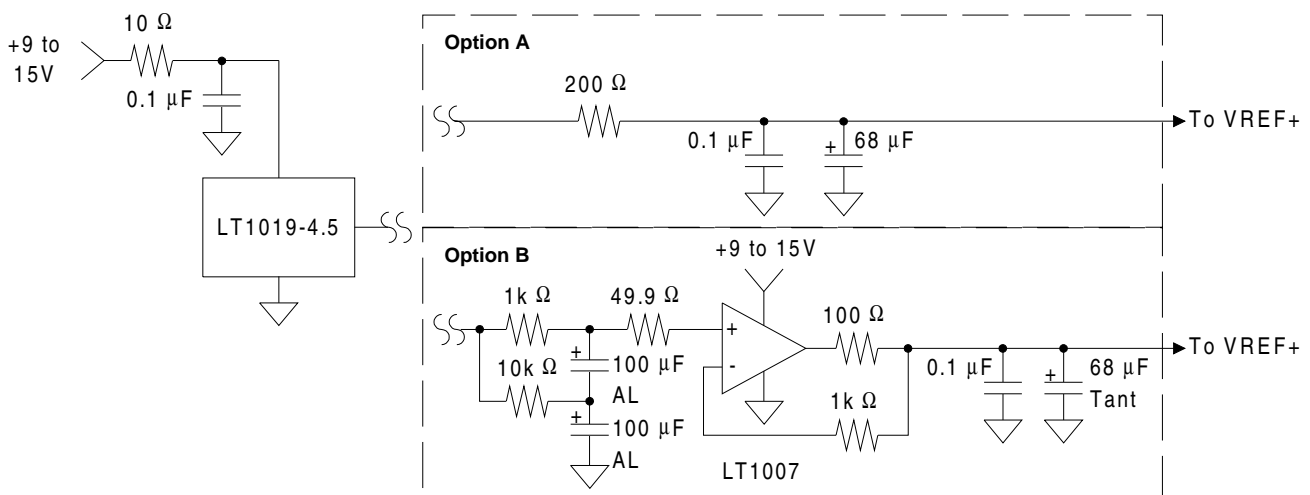 +9 to
15V
10 Ω
0.1 µF
LT1019-4.5
Option A
200 Ω
0.1 µF
+
68 µF
To VREF+
Option B
+9 to 15V
1k Ω
49.9 Ω
10k Ω
+
100 µF
AL
+
100 µF
AL
+
-
100 Ω
1k Ω
LT1007
0.1 µF
+
68 µF
Tant
To VREF+